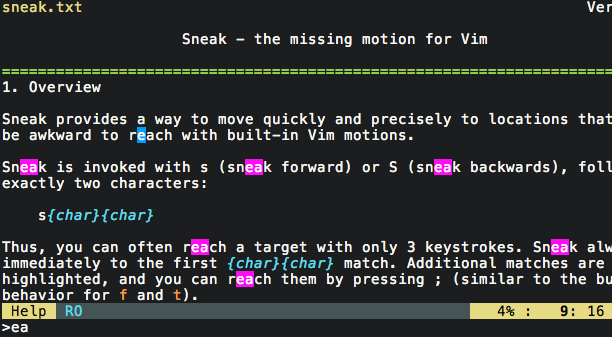 sneak.txt Ver
Sneak - the missing motion for Vim
==============================================================================
1. Overview
Sneak provides a way to move quickly and precisely to locations that
be awkward to reach with built-in Vim motions.
Sneak is invoked with s (sneak forward) or S (sneak backwards), foll
exactly two characters:
s{char}{char}
Thus, you can often reach a target with only 3 keystrokes. Sneak alw
immediately to the first {char}{char} match. Additional matches are
highlighted, and you can reach them by pressing ; (similar to the bu
behavior for f and t).
Help RO 4% : 9: 16
>ea